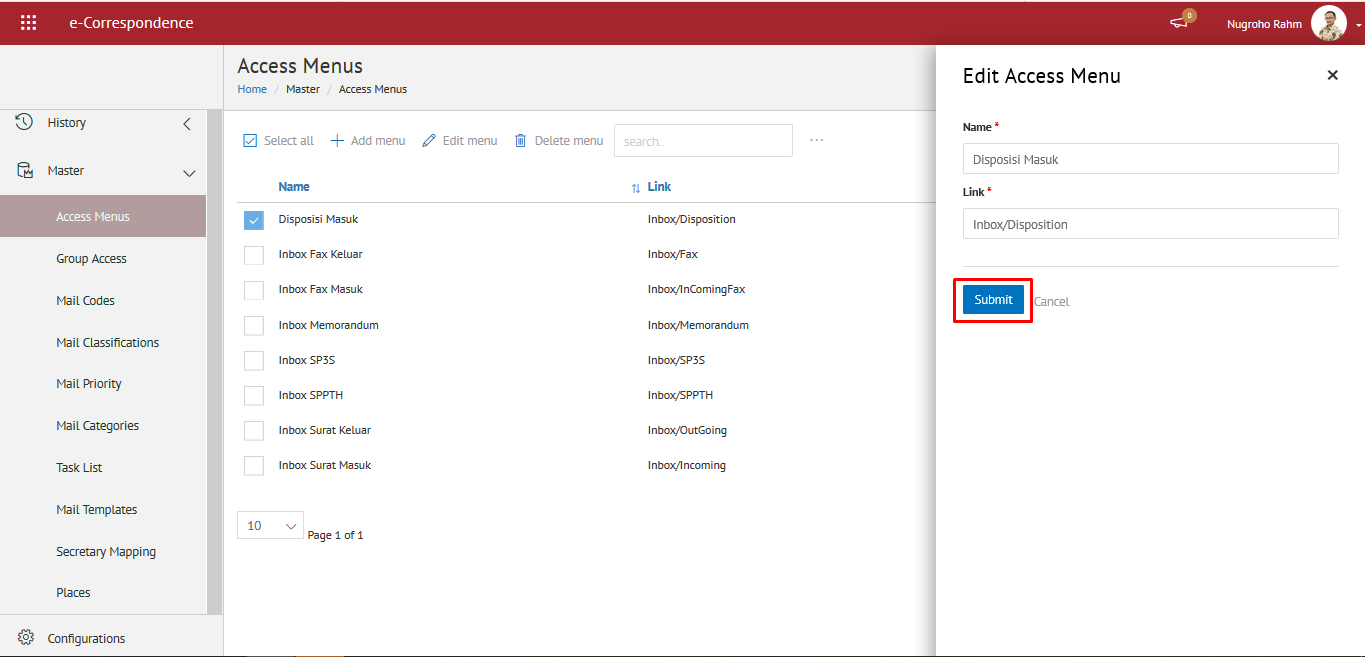 e-Correspondence
0
Nugroho Rahm
History
Master
Access Menus
Group Access
Mail Codes
Mail Classifications
Mail Priority
Mail Categories
Task List
Mail Templates
Secretary Mapping
Places
Configurations
Access Menus
Home / Master / Access Menus
Select all Add menu Edit menu Delete menu search.. ...
Name Link
Disposisi Masuk Inbox/Disposition
Inbox Fax Keluar Inbox/Fax
Inbox Fax Masuk Inbox/InComingFax
Inbox Memorandum Inbox/Memorandum
Inbox SP3S Inbox/SP3S
Inbox SPPTH Inbox/SPPTH
Inbox Surat Keluar Inbox/OutGoing
Inbox Surat Masuk Inbox/Incoming
10 Page 1 of 1
Edit Access Menu
Name *
Disposisi Masuk
Link *
Inbox/Disposition
Submit Cancel